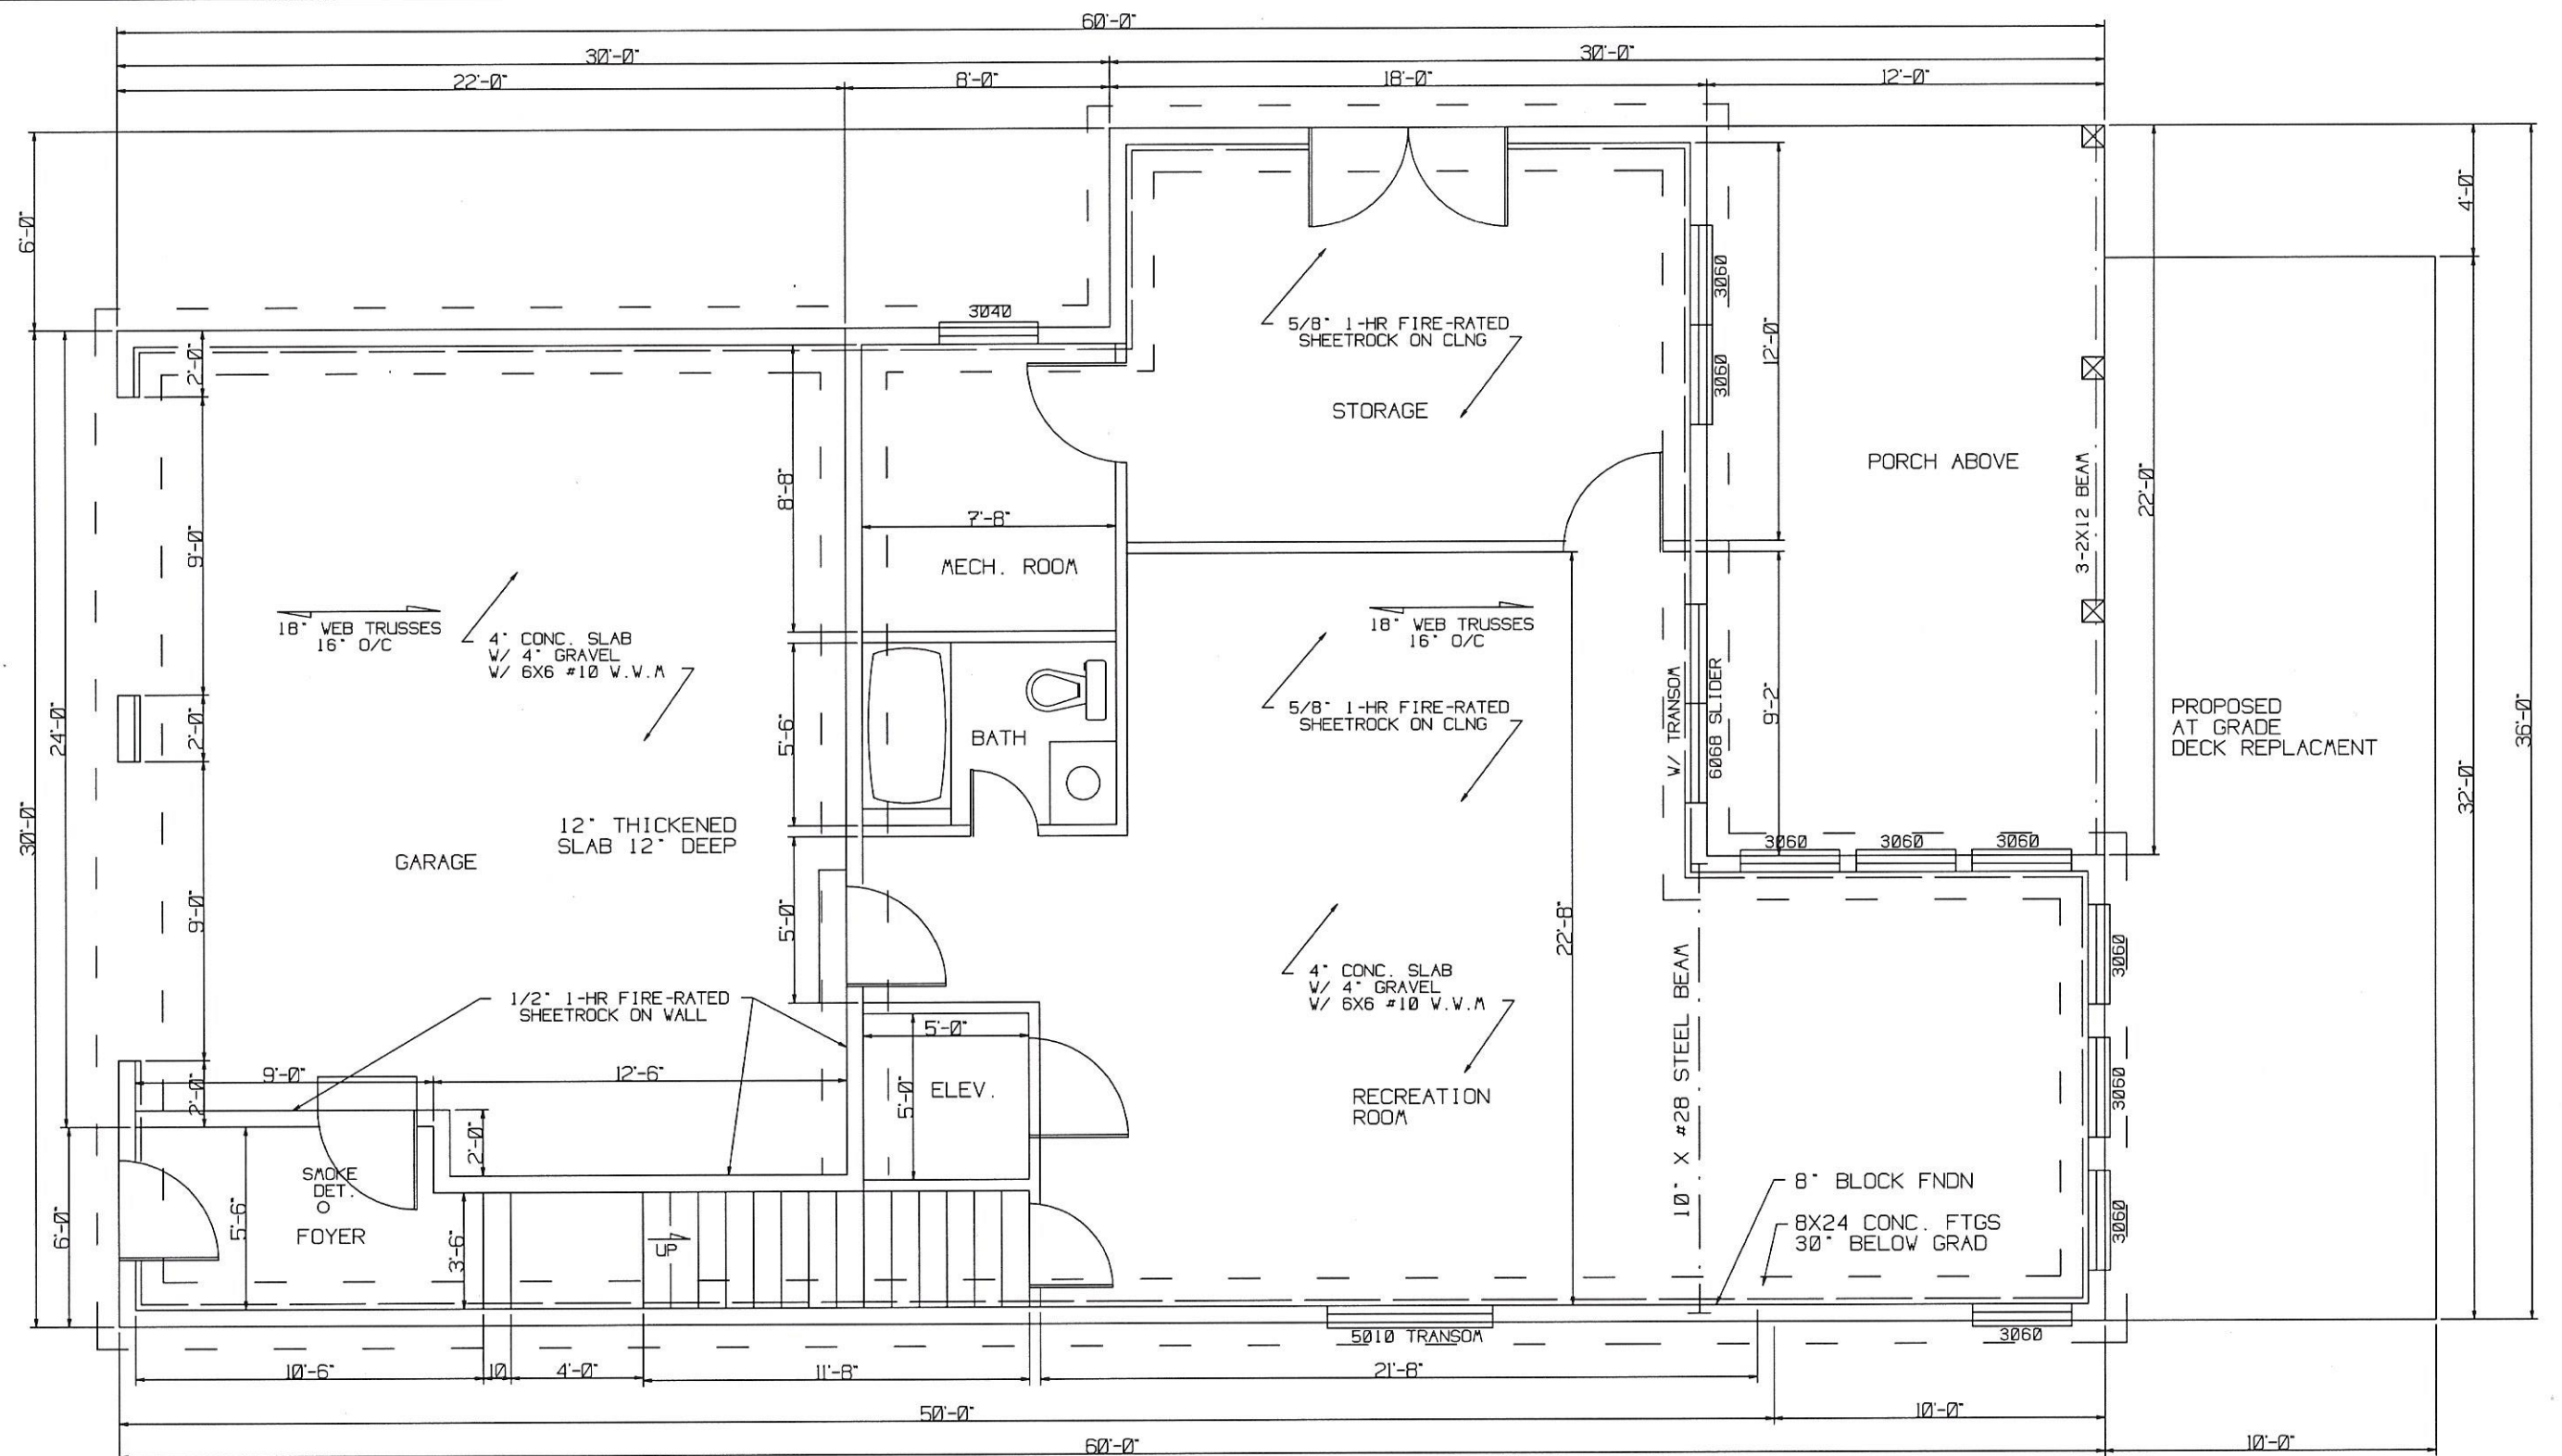 60'-0"
30'-0"
30'-0"
22'-0"
8'-0"
18'-0"
12'-0"
6'-0"
4'-0"
3040
3060
2'-0"
5/8" 1-HR FIRE-RATED
SHEETROCK ON CLNG
12'-0"
3060
STORAGE
PORCH ABOVE
3-2X12 BEAM
22'-0"
8'-8"
7'-8"
9'-0"
MECH. ROOM
18" WEB TRUSSES
16" O/C
4" CONC. SLAB
W/ 4" GRAVEL
W/ 6X6 #10 W.W.M
18" WEB TRUSSES
16" O/C
24'-0"
2'-0"
5'-6"
BATH
5/8" 1-HR FIRE-RATED
SHEETROCK ON CLNG
W/ TRANSOM
6068 SLIDER
9'-2"
PROPOSED
AT GRADE
DECK REPLACMENT
36'-0"
32'-0"
30'-0"
12" THICKENED
SLAB 12" DEEP
GARAGE
3060
3060
3060
9'-0"
5'-0"
22'-8"
3060
4" CONC. SLAB
W/ 4" GRAVEL
W/ 6X6 #10 W.W.M
10" X #28 STEEL BEAM
1/2" 1-HR FIRE-RATED
SHEETROCK ON WALL
5'-0"
9'-0"
12'-6"
2'-0"
5'-0"
ELEV.
RECREATION
ROOM
3060
2'-0"
SMOKE
DET.
FOYER
6'-0"
5'-6"
3'-6"
UP
8" BLOCK FNDN
8X24 CONC. FTGS
30" BELOW GRAD
3060
5010 TRANSOM
3060
10'-6"
10
4'-0"
11'-8"
21'-8"
50'-0"
10'-0"
60'-0"
10'-0"